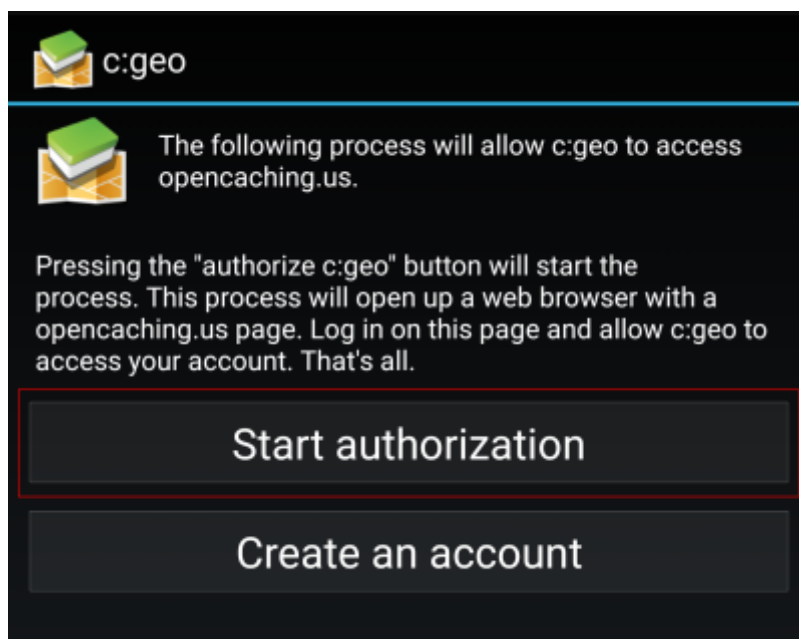 c:geo
The following process will allow c:geo to access
opencaching.us.
Pressing the "authorize c:geo" button will start the
process. This process will open up a web browser with a
opencaching.us page. Log in on this page and allow c:geo to
access your account. That's all.
Start authorization
Create an account